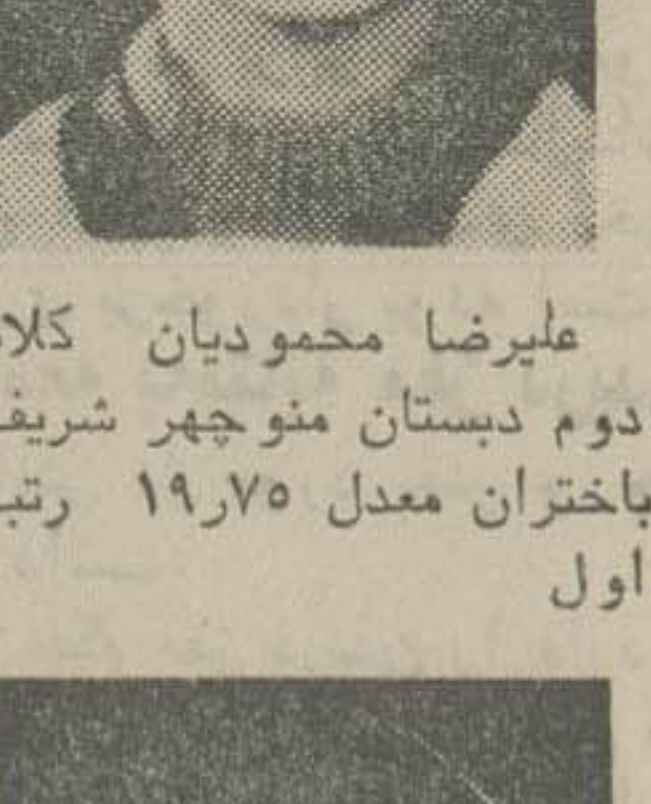 علیرضا محمودیان کلا
دوم دبستان منوچهر شریف
باختران معدل ۱۹٫۷۵ رتب
اول